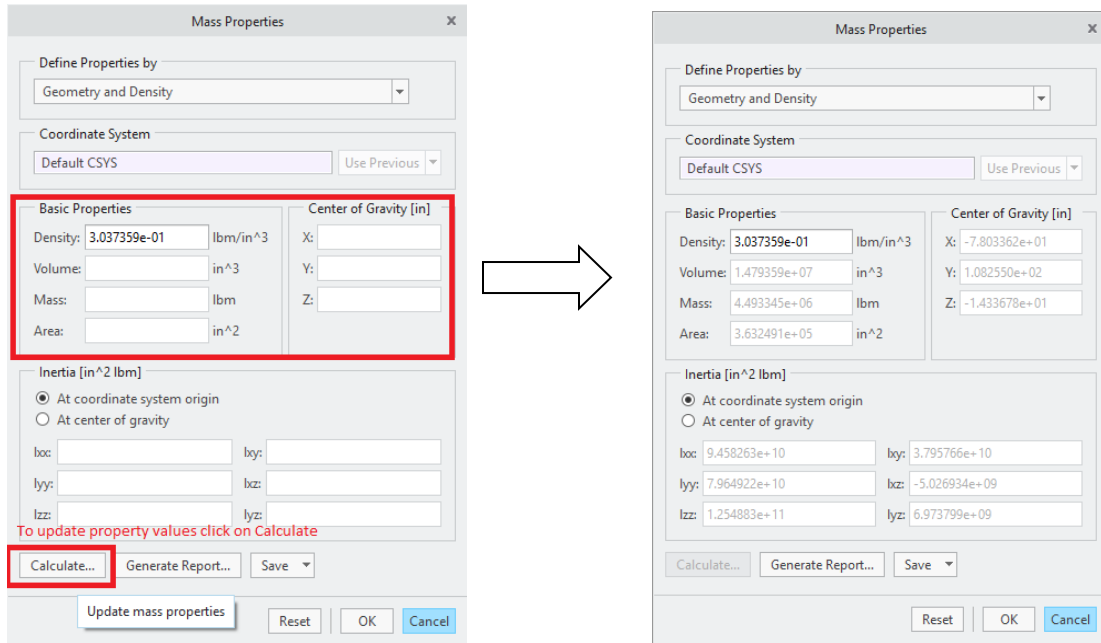 Mass Properties x
Define Properties by
Geometry and Density
Coordinate System
Default CSYS Use Previous
Basic Properties Center of Gravity [in]
Density: 3.037359e-01 lbm/in^3 X:
Volume: in^3 Y:
Mass: lbm Z:
Area: in^2
Inertia [in^2 lbm]
At coordinate system origin
At center of gravity
Ixx: Ixy:
Iyy: Ixz:
Izz: Iyz:
To update property values click on Calculate
Calculate... Generate Report... Save
Update mass properties
Reset OK Cancel
Mass Properties x
Define Properties by
Geometry and Density
Coordinate System
Default CSYS Use Previous
Basic Properties Center of Gravity [in]
Density: 3.037359e-01 lbm/in^3 X: -7.803362e+01
Volume: 1.479359e+07 in^3 Y: 1.082550e+02
Mass: 4.493345e+06 lbm Z: -1.433678e+01
Area: 3.632491e+05 in^2
Inertia [in^2 lbm]
At coordinate system origin
At center of gravity
Ixx: 9.458263e+10 Ixy: 3.795766e+10
Iyy: 7.964922e+10 Ixz: -5.026934e+09
Izz: 1.254883e+11 Iyz: 6.973799e+09
Calculate... Generate Report... Save
Reset OK Cancel